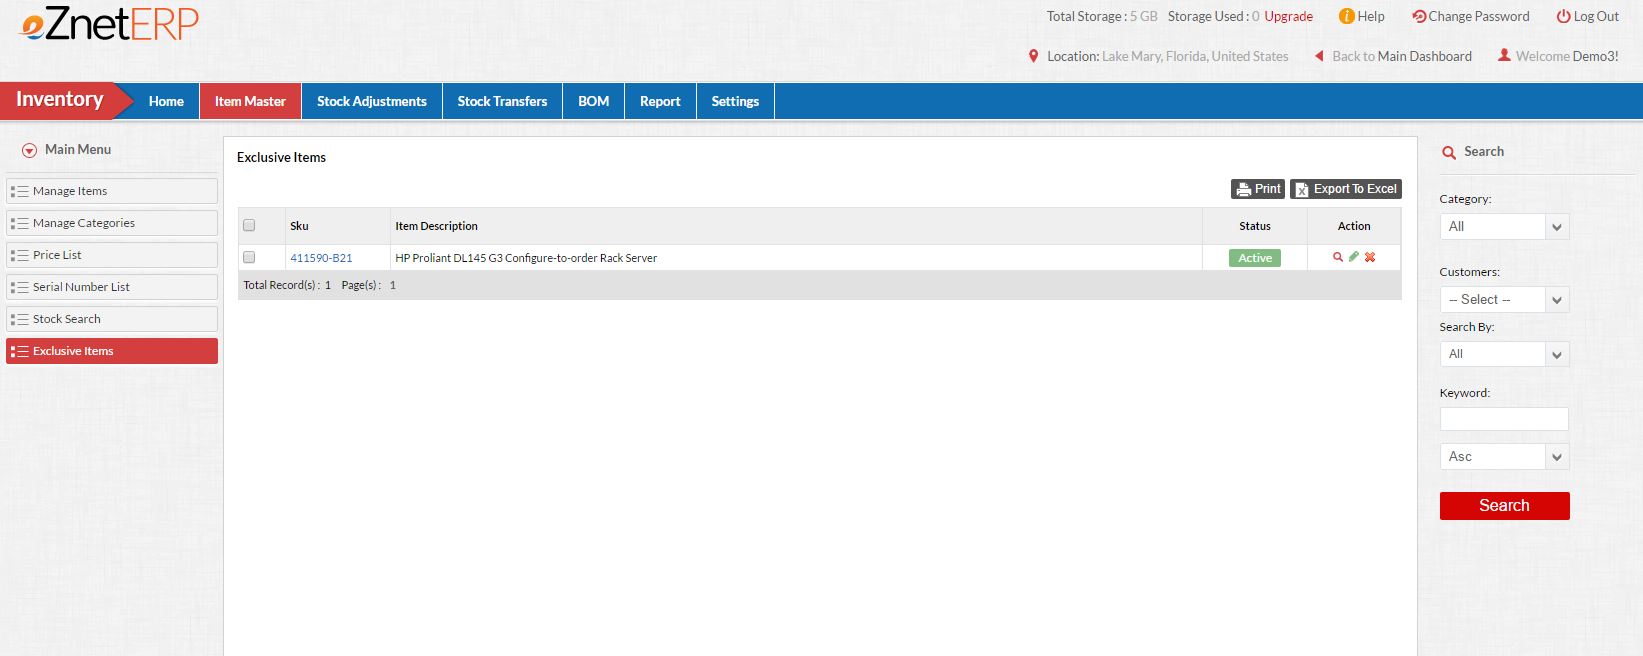 eZnetERP
Total Storage : 5 GB Storage Used : 0 Upgrade Help Change Password Log Out
Location: Lake Mary, Florida, United States Back to Main Dashboard Welcome Demo3!
Inventory Home Item Master Stock Adjustments Stock Transfers BOM Report Settings
Main Menu
Manage Items
Manage Categories
Price List
Serial Number List
Stock Search
Exclusive Items
Exclusive Items
Print Export To Excel
Sku Item Description Status Action
411590-B21 HP Proliant DL145 G3 Configure-to-order Rack Server Active
Total Record(s) : 1 Page(s) : 1
Search
Category:
All
Customers:
-- Select --
Search By:
All
Keyword:
Asc
Search